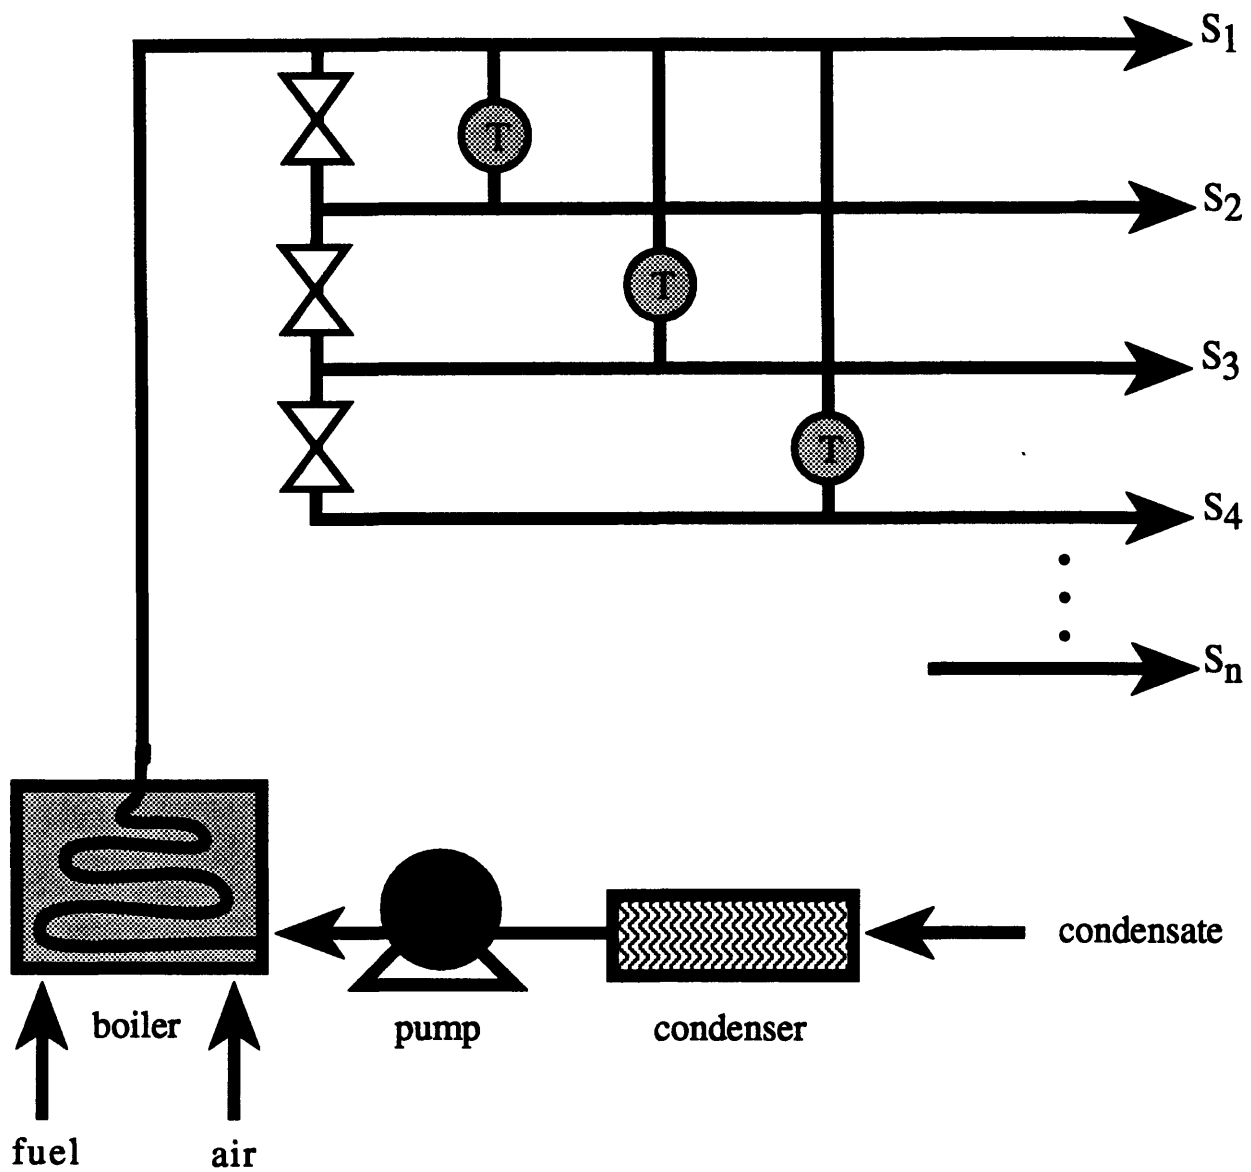 S1
T
S2
T
S3
T
S4
Sn
condensate
boiler
pump
condenser
fuel
air